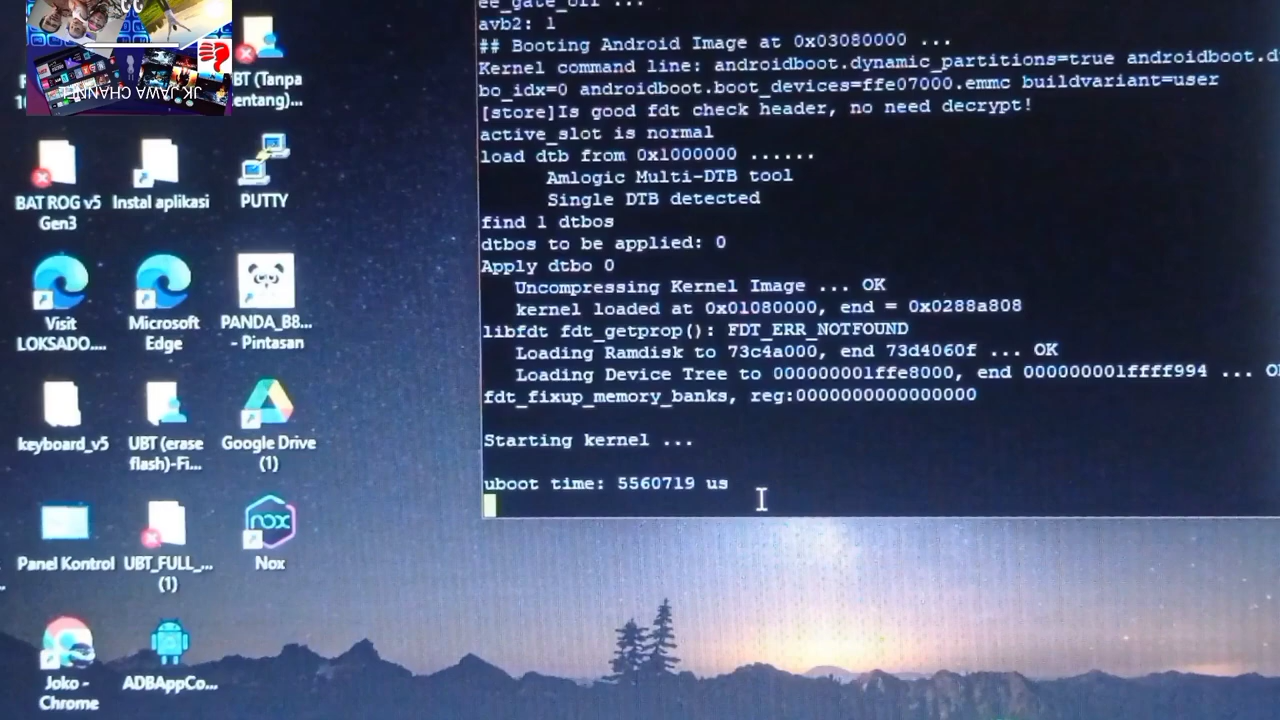 ee_gate_off ...
avb2: 1
## Booting Android Image at 0x03080000 ...
Kernel command line: androidboot.dynamic_partitions=true androidboot.d
bo_idx=0 androidboot.boot_devices=ffe07000.emmc buildvariant=user
[store]Is good fdt check header, no need decrypt!
active_slot is normal
load dtb from 0x1000000 ......
Amlogic Multi-DTB tool
Single DTB detected
find 1 dtbos
dtbos to be applied: 0
Apply dtbo 0
Uncompressing Kernel Image ... OK
kernel loaded at 0x01080000, end = 0x0288a808
libfdt fdt_getprop(): FDT_ERR_NOTFOUND
Loading Ramdisk to 73c4a000, end 73d4060f ... OK
Loading Device Tree to 000000001ffe8000, end 000000001ffff994 ... OK
fdt_fixup_memory_banks, reg:0000000000000000
Starting kernel ...
uboot time: 5560719 us
JK JAWA CHANNEL
BT (Tanpa
entang)...
BAT ROG v5
Gen3
Instal aplikasi
PUTTY
Visit
LOKSADO....
Microsoft
Edge
PANDA_B8...
- Pintasan
keyboard_v5
UBT (erase
flash)-Fi...
Google Drive
(1)
Panel Kontrol
UBT_FULL_...
(1)
nox
Nox
Joko -
Chrome
ADBAppCo...